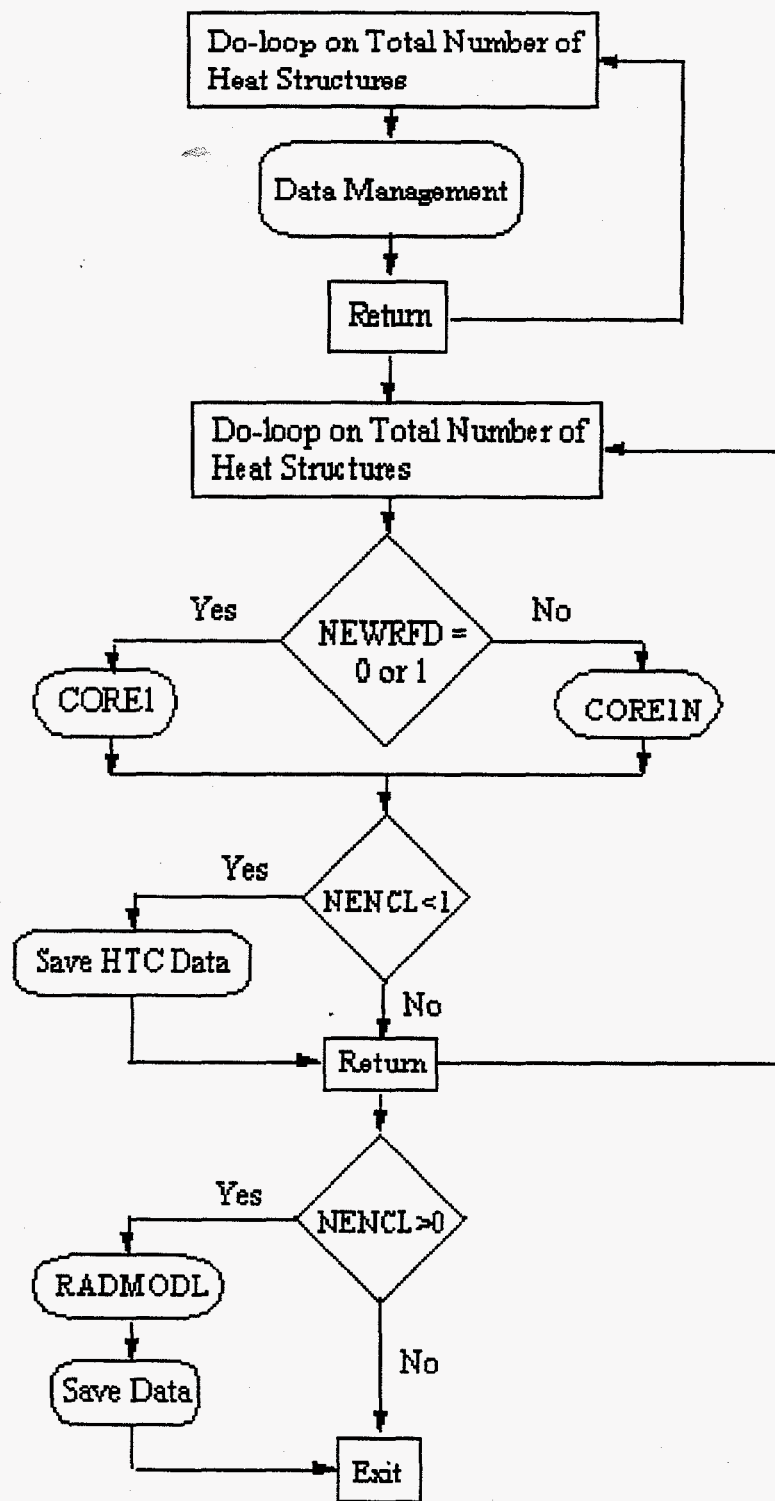 Do-loop on Total Number of
Heat Structures
Data Management
Return
Do-loop on Total Number of
Heat Structures
Yes
No
NEWRFD =
0 or 1
CORE1
CORE1N
Yes
NENCL<1
Save HTC Data
No
Return
Yes
NENCL>0
RADMODL
No
Save Data
Exit